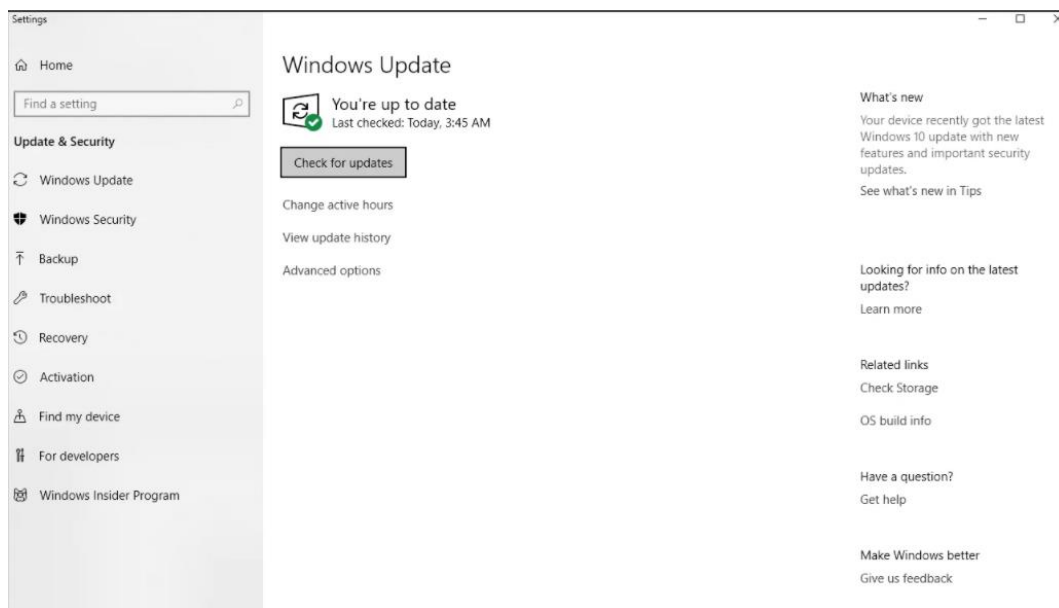 Settings
Home
Find a setting
Update & Security
Windows Update
Windows Security
Backup
Troubleshoot
Recovery
Activation
Find my device
For developers
Windows Insider Program
Windows Update
You're up to date
Last checked: Today, 3:45 AM
Check for updates
Change active hours
View update history
Advanced options
What's new
Your device recently got the latest
Windows 10 update with new
features and important security
updates.
See what's new in Tips
Looking for info on the latest
updates?
Learn more
Related links
Check Storage
OS build info
Have a question?
Get help
Make Windows better
Give us feedback